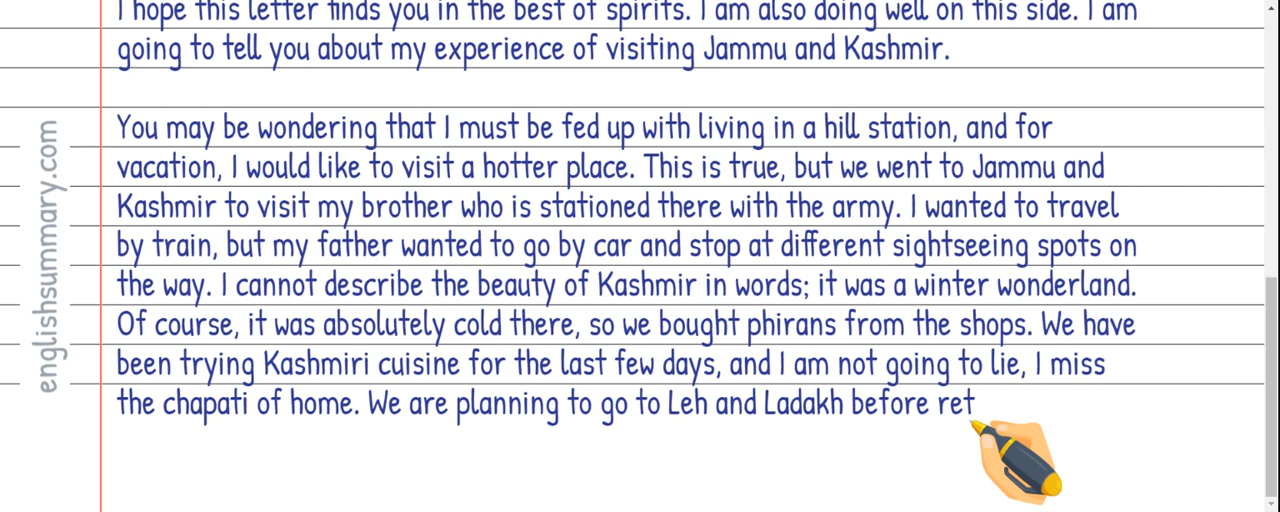 I hope this letter finds you in the best of spirits. I am also doing well on this side. I am
going to tell you about my experience of visiting Jammu and Kashmir.
You may be wondering that I must be fed up with living in a hill station, and for
vacation, I would like to visit a hotter place. This is true, but we went to Jammu and
Kashmir to visit my brother who is stationed there with the army. I wanted to travel
by train, but my father wanted to go by car and stop at different sightseeing spots on
the way. I cannot describe the beauty of Kashmir in words; it was a winter wonderland.
Of course, it was absolutely cold there, so we bought phirans from the shops. We have
been trying Kashmiri cuisine for the last few days, and I am not going to lie, I miss
the chapati of home. We are planning to go to Leh and Ladakh before ret
englishsummary.com